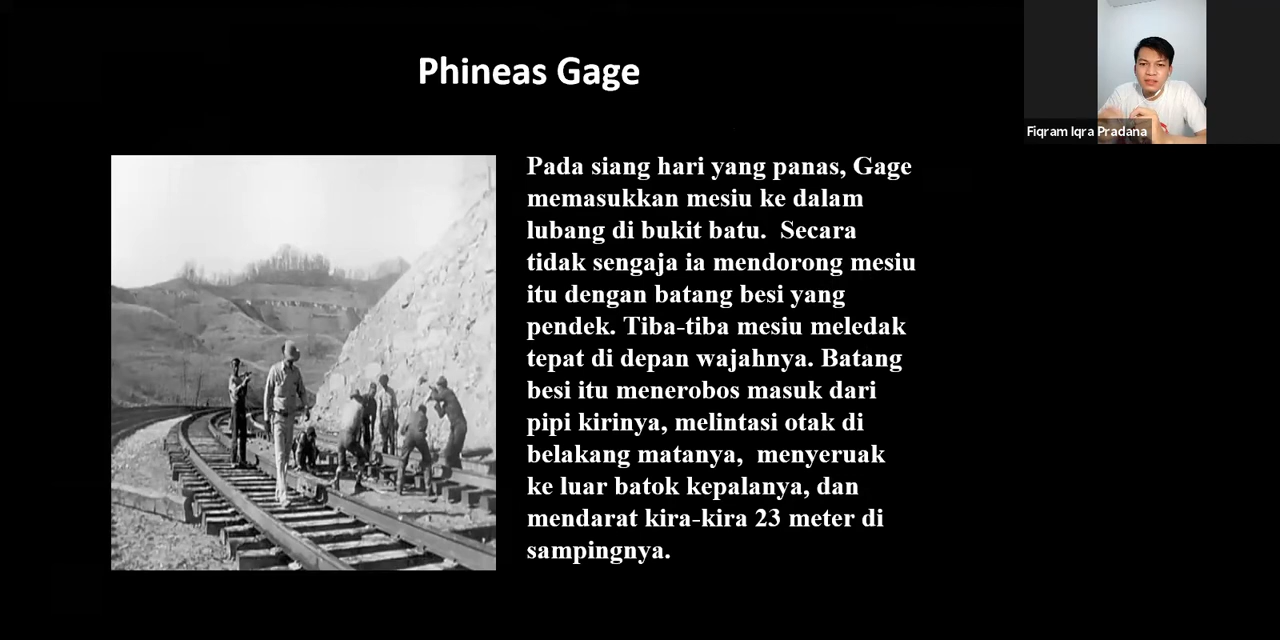 Phineas Gage
Fiqram Iqra Pradana
Pada siang hari yang panas, Gage
memasukkan mesiu ke dalam
lubang di bukit batu.  Secara
tidak sengaja ia mendorong mesiu
itu dengan batang besi yang
pendek. Tiba-tiba mesiu meledak
tepat di depan wajahnya. Batang
besi itu menerobos masuk dari
pipi kirinya, melintasi otak di
belakang matanya,  menyeruak
ke luar batok kepalanya, dan
mendarat kira-kira 23 meter di
sampingnya.